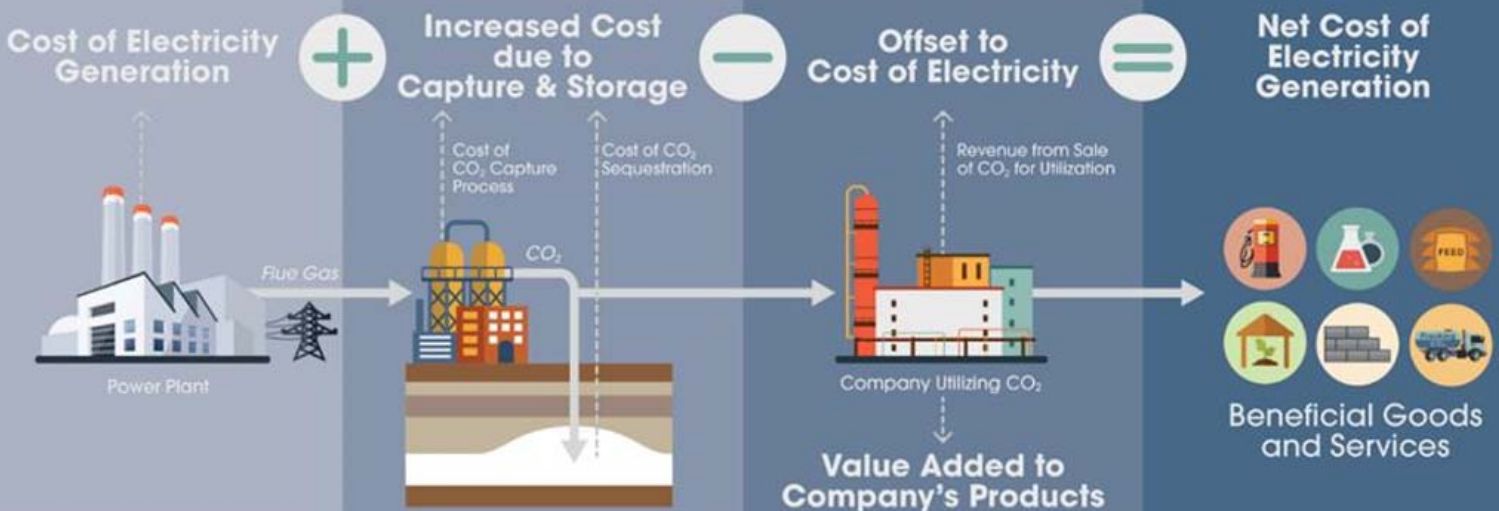 Cost of Electricity
Generation
+
Increased Cost
due to
Capture & Storage
−
Offset to
Cost of Electricity
=
Net Cost of
Electricity
Generation
Cost of
CO₂ Capture
Process
Cost of CO₂
Sequestration
Revenue from Sale
of CO₂ for Utilization
Flue Gas
CO₂
FEED
Power Plant
Company Utilizing CO₂
Beneficial Goods
and Services
Value Added to
Company's Products